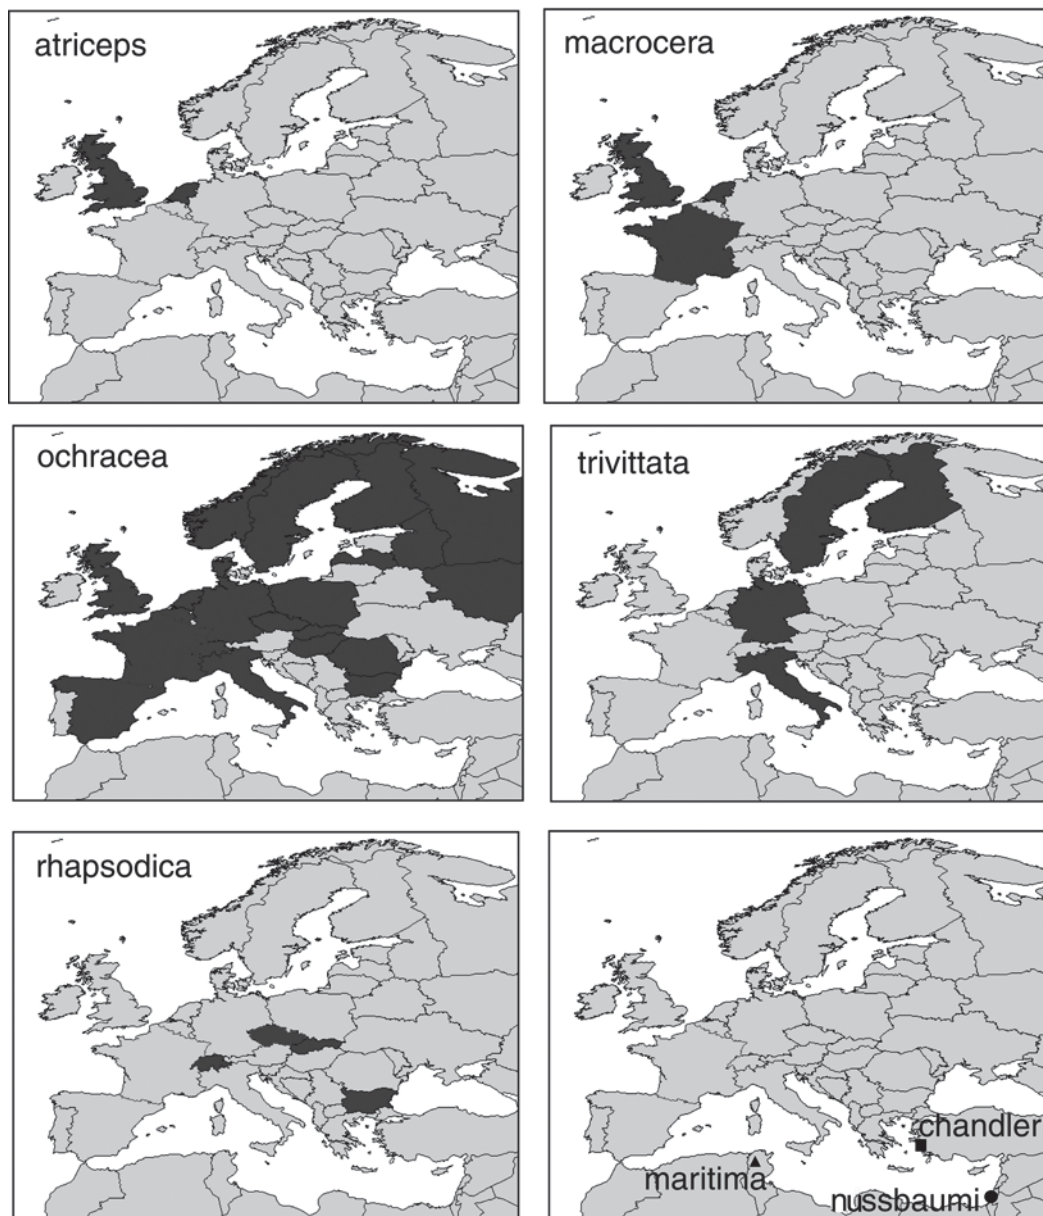 atriceps
macrocera
ochracea
trivittata
rhapsodica
chandler
maritima
nussbaumi